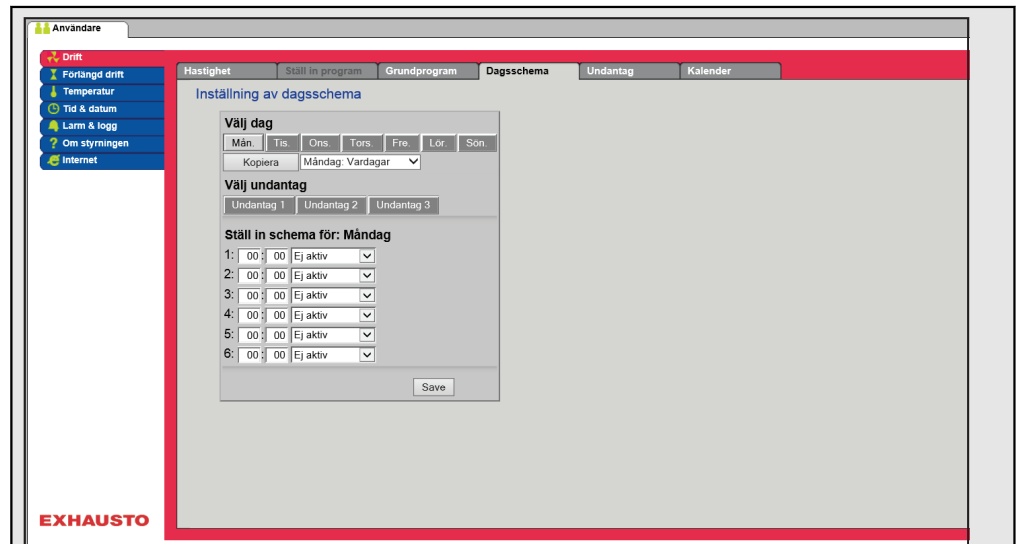 Användare
Drift
Förlängd drift
Temperatur
Tid & datum
Larm & logg
Om styrningen
Internet
Hastighet Ställ in program Grundprogram Dagsschema Undantag Kalender
Inställning av dagsschema
Välj dag
Mån. Tis. Ons. Tors. Fre. Lör. Sön.
Kopiera Måndag: Vardagar
Välj undantag
Undantag 1 Undantag 2 Undantag 3
Ställ in schema för: Måndag
1: 00 : 00 Ej aktiv
2: 00 : 00 Ej aktiv
3: 00 : 00 Ej aktiv
4: 00 : 00 Ej aktiv
5: 00 : 00 Ej aktiv
6: 00 : 00 Ej aktiv
Save
EXHAUSTO